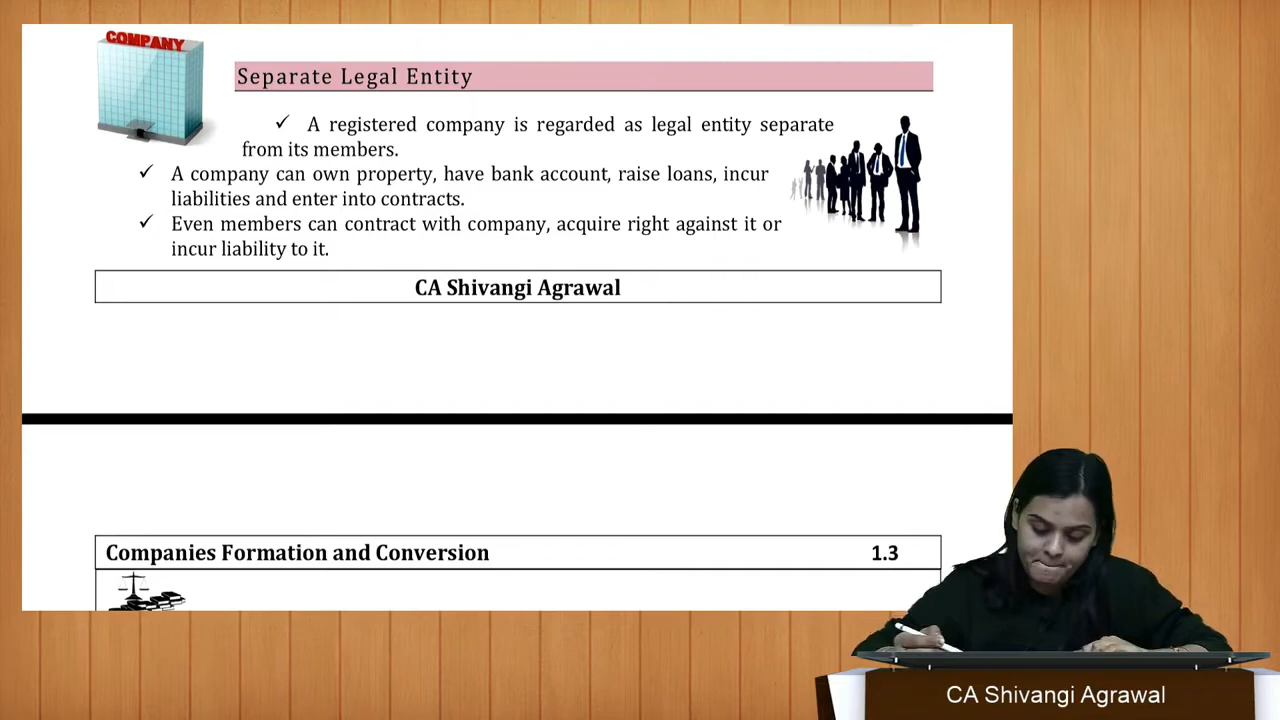 COMPANY
Separate Legal Entity
✓ A registered company is regarded as legal entity separate
from its members.
✓ A company can own property, have bank account, raise loans, incur
liabilities and enter into contracts.
✓ Even members can contract with company, acquire right against it or
incur liability to it.
CA Shivangi Agrawal
Companies Formation and Conversion 1.3
CA Shivangi Agrawal